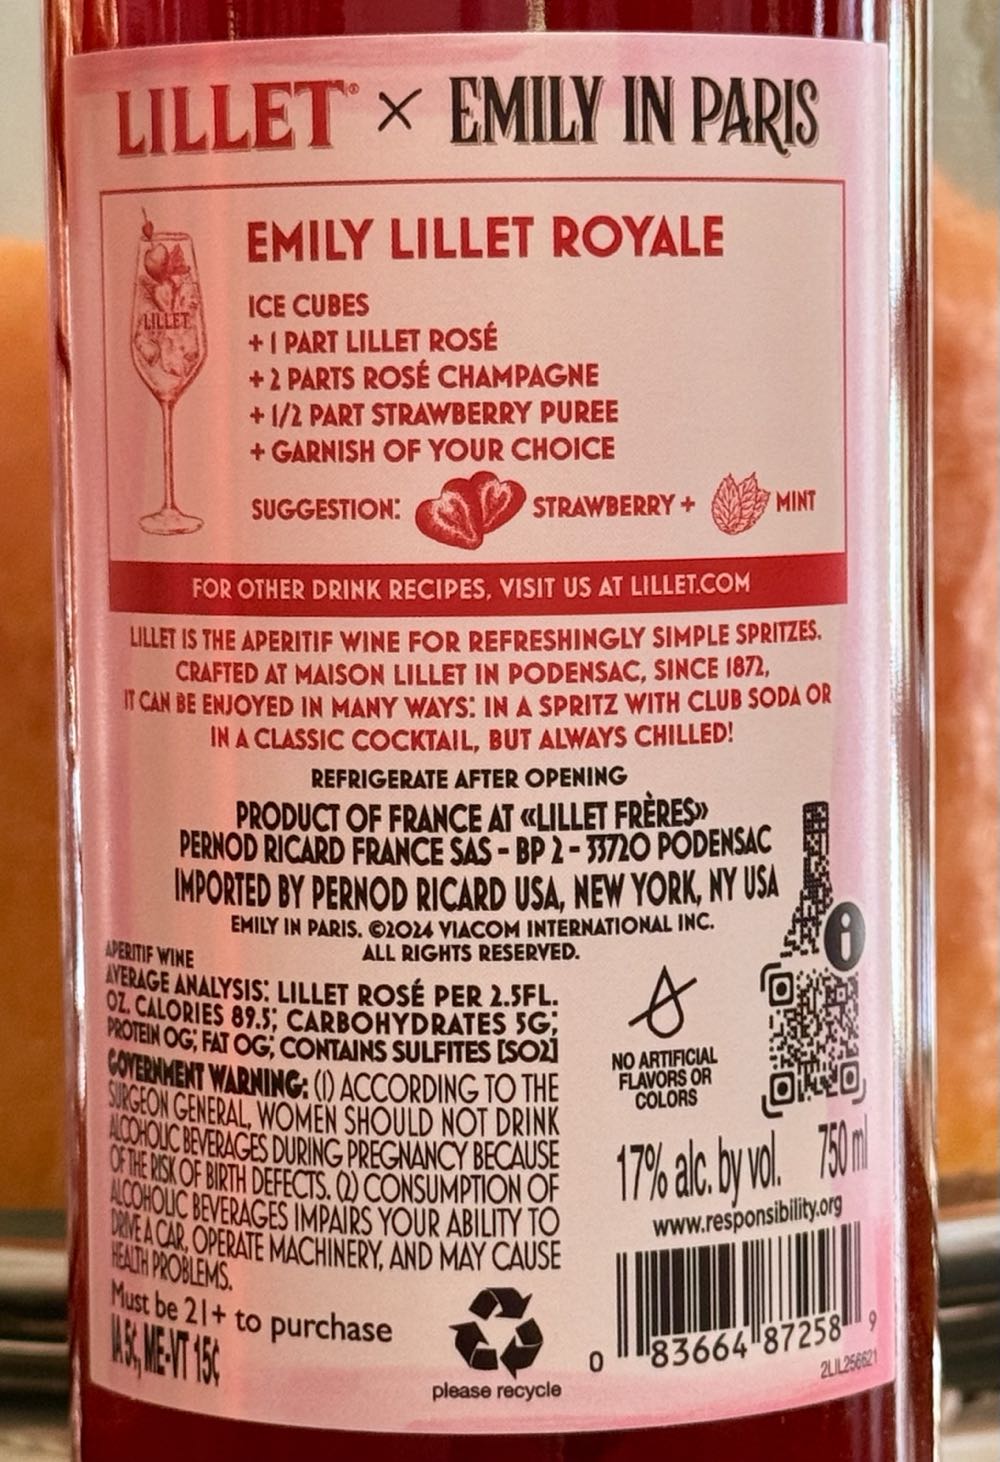 LILLET® × EMILY IN PARIS
EMILY LILLET ROYALE
LILLET
ICE CUBES
+ 1 PART LILLET ROSÉ
+ 2 PARTS ROSÉ CHAMPAGNE
+ 1/2 PART STRAWBERRY PUREE
+ GARNISH OF YOUR CHOICE
SUGGESTION: STRAWBERRY + MINT
FOR OTHER DRINK RECIPES, VISIT US AT LILLET.COM
LILLET IS THE APERITIF WINE FOR REFRESHINGLY SIMPLE SPRITZES.
CRAFTED AT MAISON LILLET IN PODENSAC, SINCE 1872,
IT CAN BE ENJOYED IN MANY WAYS: IN A SPRITZ WITH CLUB SODA OR
IN A CLASSIC COCKTAIL, BUT ALWAYS CHILLED!
REFRIGERATE AFTER OPENING
PRODUCT OF FRANCE AT «LILLET FRÈRES»
PERNOD RICARD FRANCE SAS - BP 2 - 33720 PODENSAC
IMPORTED BY PERNOD RICARD USA, NEW YORK, NY USA
EMILY IN PARIS. ©2024 VIACOM INTERNATIONAL INC.
ALL RIGHTS RESERVED.
APERITIF WINE
AVERAGE ANALYSIS: LILLET ROSÉ PER 2.5FL.
OZ. CALORIES 89.5; CARBOHYDRATES 5G;
PROTEIN 0G; FAT 0G; CONTAINS SULFITES [SO2]
GOVERNMENT WARNING: (1) ACCORDING TO THE
SURGEON GENERAL, WOMEN SHOULD NOT DRINK
ALCOHOLIC BEVERAGES DURING PREGNANCY BECAUSE
OF THE RISK OF BIRTH DEFECTS. (2) CONSUMPTION OF
ALCOHOLIC BEVERAGES IMPAIRS YOUR ABILITY TO
DRIVE A CAR, OPERATE MACHINERY, AND MAY CAUSE
HEALTH PROBLEMS.
Must be 21+ to purchase
IA 5¢, ME-VT 15¢
please recycle
i
NO ARTIFICIAL
FLAVORS OR
COLORS
17% alc. by vol. 750 ml
www.responsibility.org
0 83664 87258 9
2LIL256621